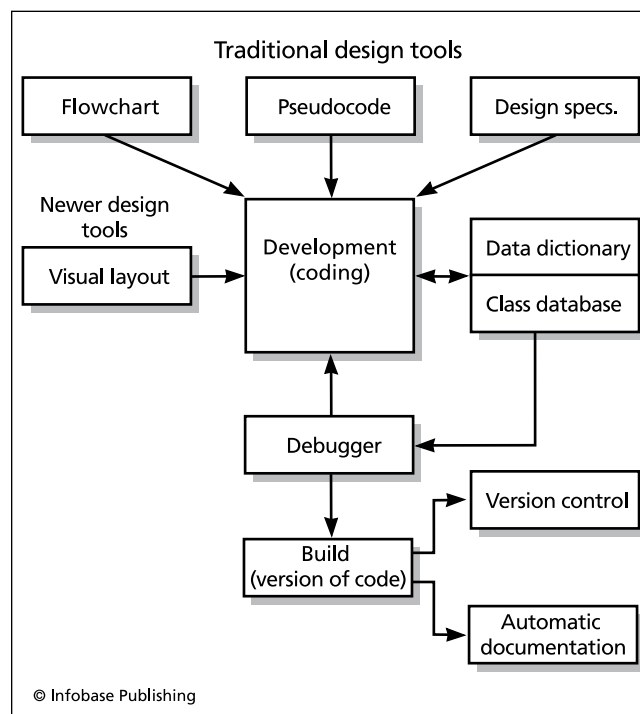 Traditional design tools
Flowchart
Pseudocode
Design specs.
Newer design
tools
Visual layout
Development
(coding)
Data dictionary
Class database
Debugger
Version control
Build
(version of code)
Automatic
documentation
© Infobase Publishing